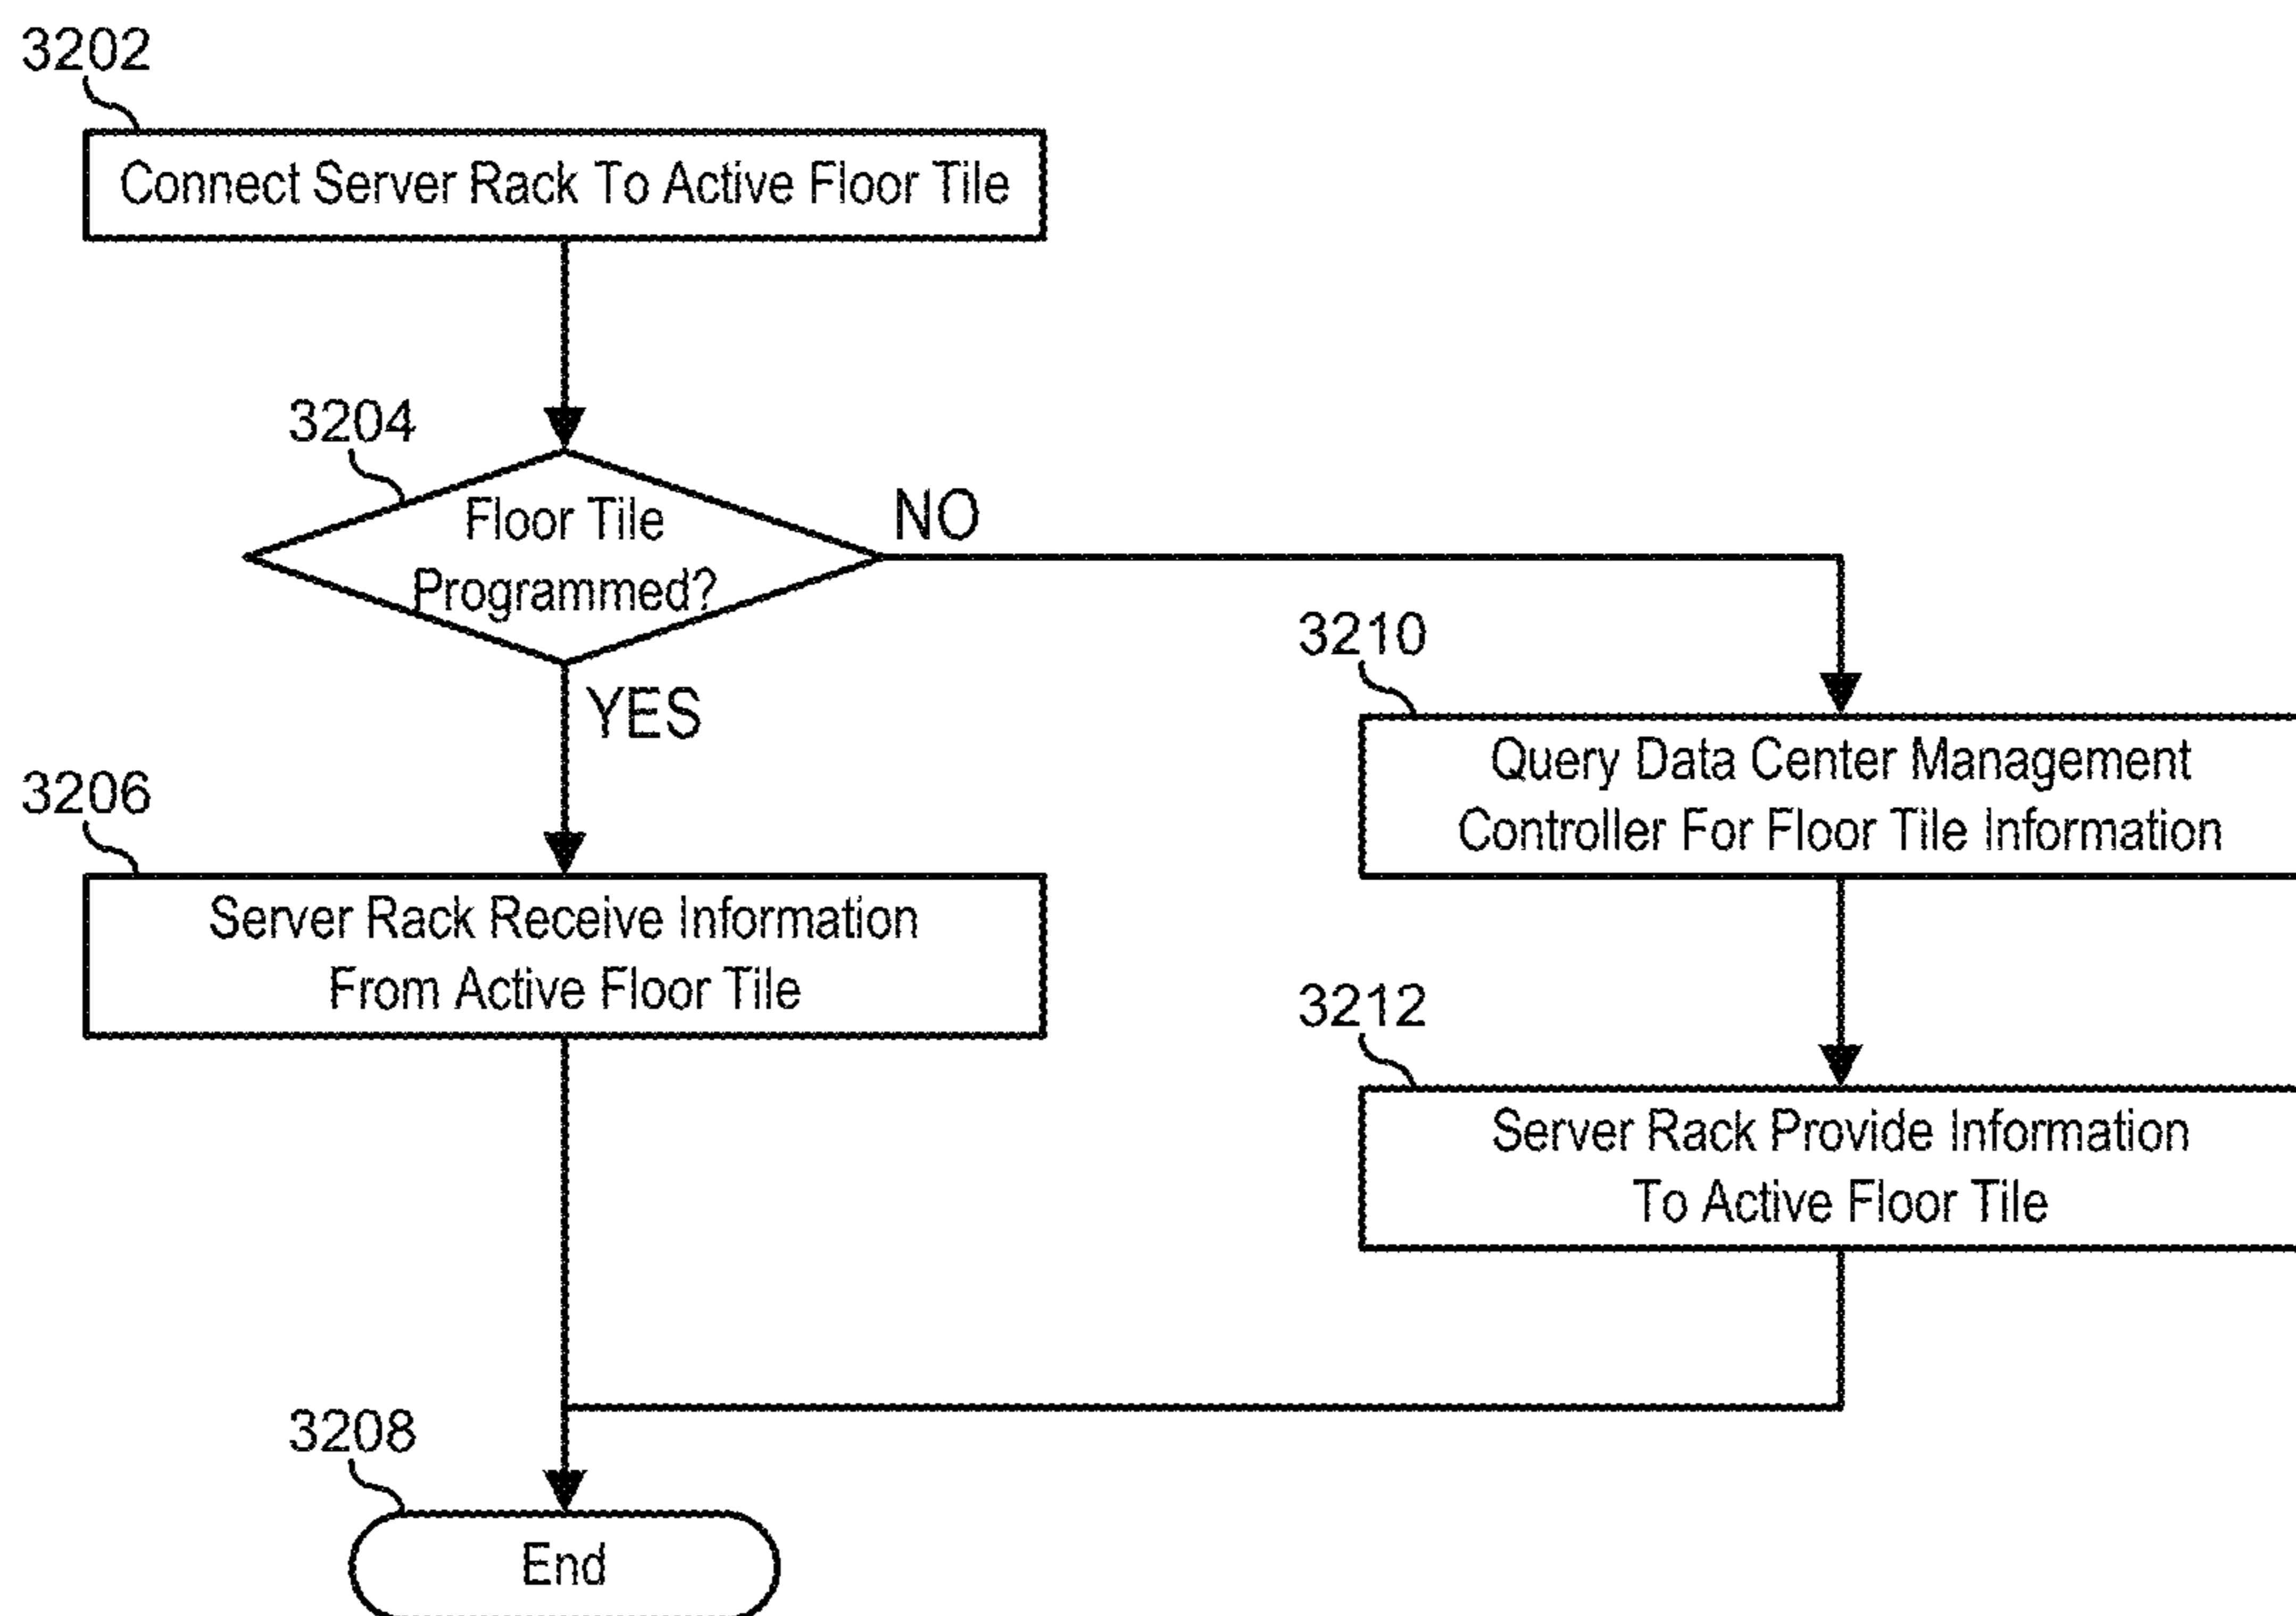 3202
Connect Server Rack To Active Floor Tile
3204
Floor Tile
Programmed?
NO
YES
3206
Server Rack Receive Information
From Active Floor Tile
3210
Query Data Center Management
Controller For Floor Tile Information
3212
Server Rack Provide Information
To Active Floor Tile
3208
End